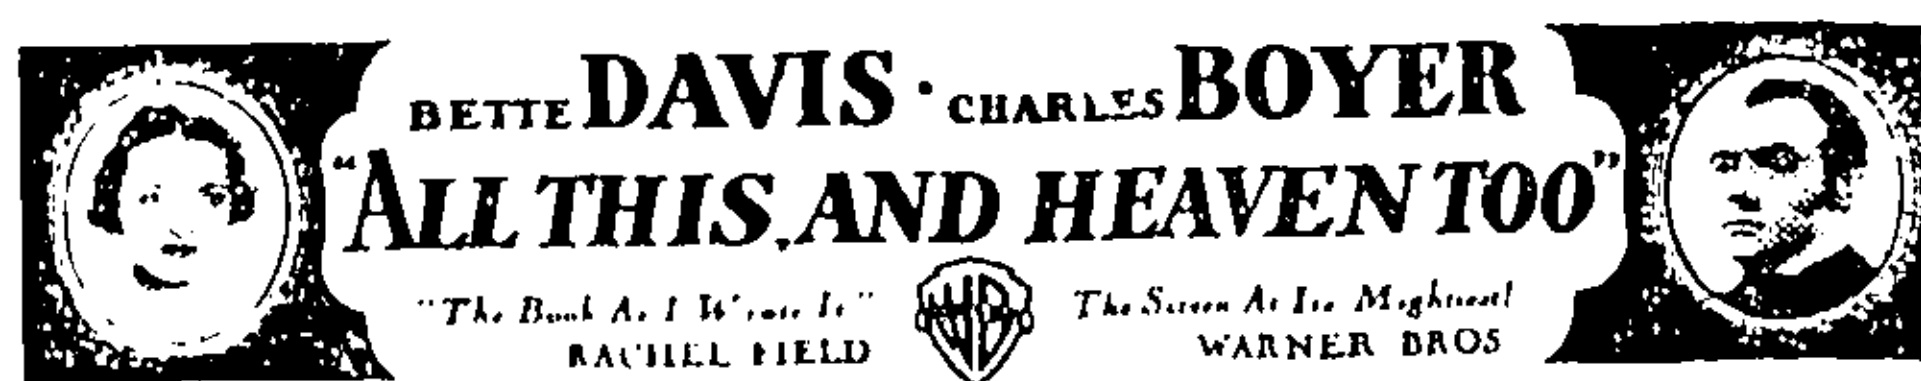 BETTE DAVIS · CHARLES BOYER
"ALL THIS, AND HEAVEN TOO"
"The Book As I Wrote It"
RACHEL FIELD
WB
The Screen At Its Mightiest!
WARNER BROS